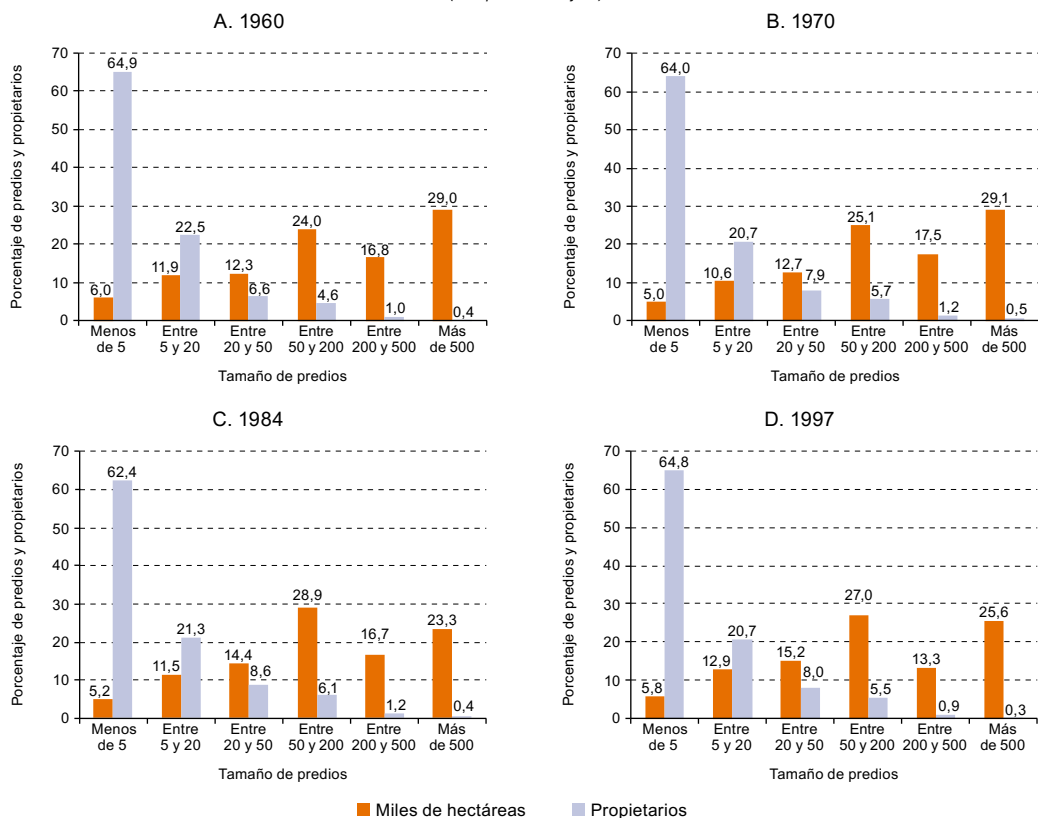 A. 1960
Porcentaje de predios y propietarios
70
60
50
40
30
20
10
0
6,0
64,9
11,9
22,5
12,3
6,6
24,0
4,6
16,8
1,0
29,0
0,4
Menos de 5
Entre 5 y 20
Entre 20 y 50
Entre 50 y 200
Entre 200 y 500
Más de 500
Tamaño de predios
B. 1970
Porcentaje de predios y propietarios
70
60
50
40
30
20
10
0
5,0
64,0
10,6
20,7
12,7
7,9
25,1
5,7
17,5
1,2
29,1
0,5
Menos de 5
Entre 5 y 20
Entre 20 y 50
Entre 50 y 200
Entre 200 y 500
Más de 500
Tamaño de predios
C. 1984
Porcentaje de predios y propietarios
70
60
50
40
30
20
10
0
5,2
62,4
11,5
21,3
14,4
8,6
28,9
6,1
16,7
1,2
23,3
0,4
Menos de 5
Entre 5 y 20
Entre 20 y 50
Entre 50 y 200
Entre 200 y 500
Más de 500
Tamaño de predios
D. 1997
Porcentaje de predios y propietarios
70
60
50
40
30
20
10
0
5,8
64,8
12,9
20,7
15,2
8,0
27,0
5,5
13,3
0,9
25,6
0,3
Menos de 5
Entre 5 y 20
Entre 20 y 50
Entre 50 y 200
Entre 200 y 500
Más de 500
Tamaño de predios
Miles de hectáreas
Propietarios